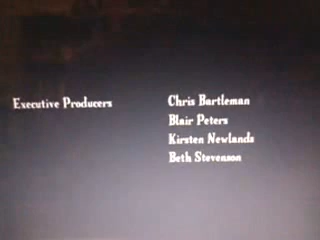 Executive Producers Chris Bartleman
Blair Peters
Kirsten Newlands
Beth Stevenson